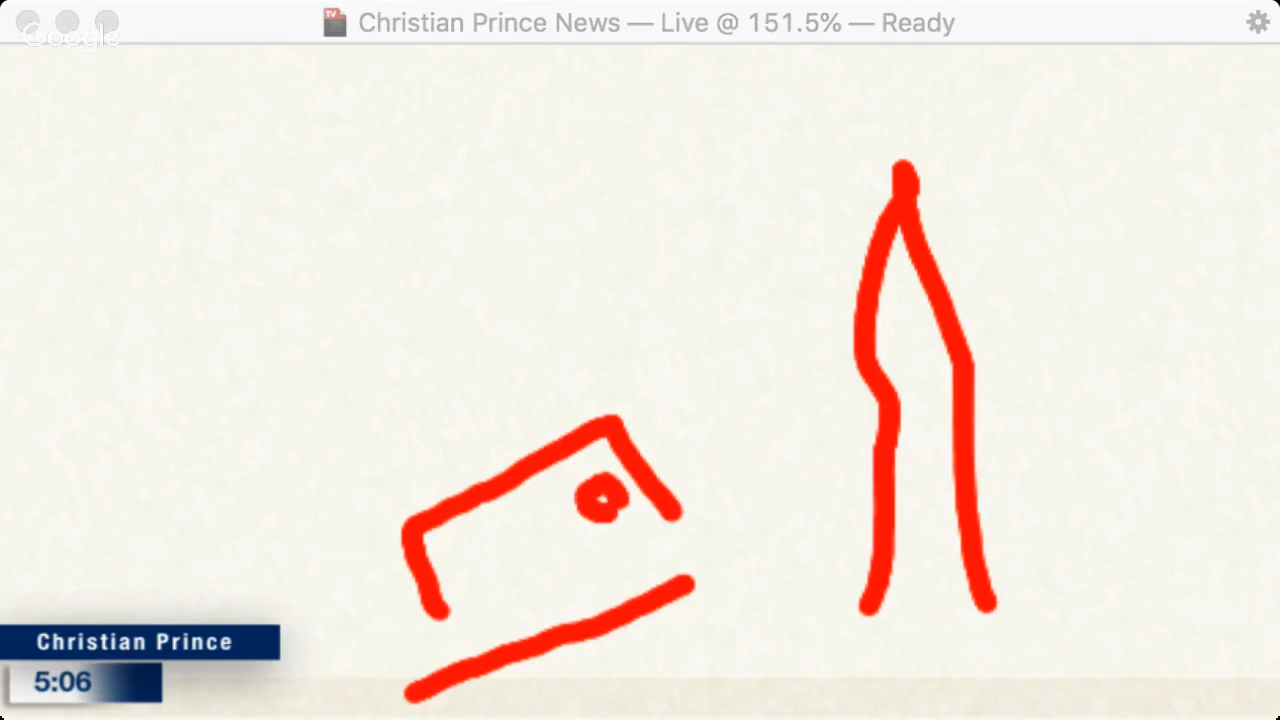 Christian Prince News — Live @ 151.5% — Ready
Google
Christian Prince
5:06